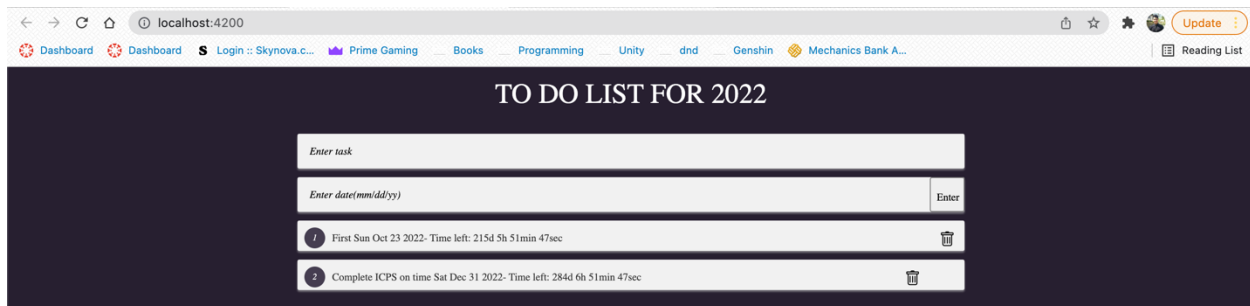 localhost:4200
Update
Dashboard Dashboard S Login :: Skynova.c... Prime Gaming Books Programming Unity dnd Genshin Mechanics Bank A... Reading List
TO DO LIST FOR 2022
Enter task
Enter date(mm/dd/yy) Enter
1 First Sun Oct 23 2022- Time left: 215d 5h 51min 47sec
2 Complete ICPS on time Sat Dec 31 2022- Time left: 284d 6h 51min 47sec